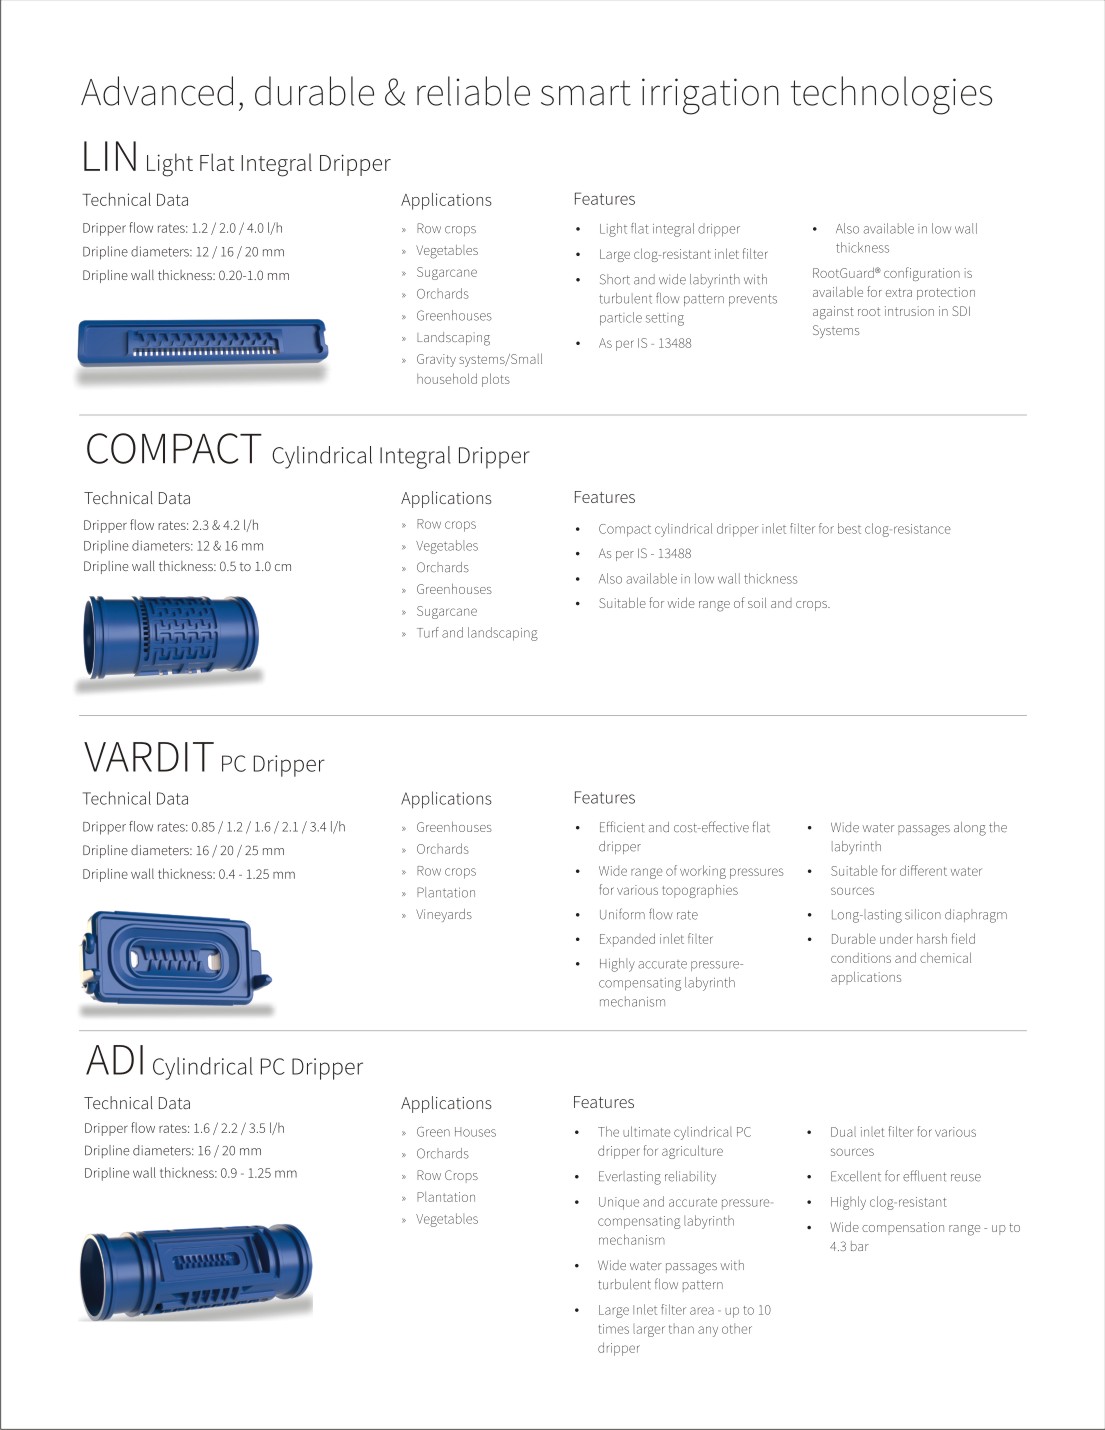 Advanced, durable & reliable smart irrigation technologies
LIN Light Flat Integral Dripper
Technical Data
Dripper flow rates: 1.2 / 2.0 / 4.0 l/h
Dripline diameters: 12 / 16 / 20 mm
Dripline wall thickness: 0.20-1.0 mm
Applications
» Row crops
» Vegetables
» Sugarcane
» Orchards
» Greenhouses
» Landscaping
» Gravity systems/Small
household plots
Features
• Light flat integral dripper
• Large clog-resistant inlet filter
• Short and wide labyrinth with
turbulent flow pattern prevents
particle setting
• As per IS - 13488
• Also available in low wall
thickness
RootGuard® configuration is
available for extra protection
against root intrusion in SDI
Systems
COMPACT Cylindrical Integral Dripper
Technical Data
Dripper flow rates: 2.3 & 4.2 l/h
Dripline diameters: 12 & 16 mm
Dripline wall thickness: 0.5 to 1.0 cm
Applications
» Row crops
» Vegetables
» Orchards
» Greenhouses
» Sugarcane
» Turf and landscaping
Features
• Compact cylindrical dripper inlet filter for best clog-resistance
• As per IS - 13488
• Also available in low wall thickness
• Suitable for wide range of soil and crops.
VARDIT PC Dripper
Technical Data
Dripper flow rates: 0.85 / 1.2 / 1.6 / 2.1 / 3.4 l/h
Dripline diameters: 16 / 20 / 25 mm
Dripline wall thickness: 0.4 - 1.25 mm
Applications
» Greenhouses
» Orchards
» Row crops
» Plantation
» Vineyards
Features
• Efficient and cost-effective flat
dripper
• Wide range of working pressures
for various topographies
• Uniform flow rate
• Expanded inlet filter
• Highly accurate pressure-
compensating labyrinth
mechanism
• Wide water passages along the
labyrinth
• Suitable for different water
sources
• Long-lasting silicon diaphragm
• Durable under harsh field
conditions and chemical
applications
ADI Cylindrical PC Dripper
Technical Data
Dripper flow rates: 1.6 / 2.2 / 3.5 l/h
Dripline diameters: 16 / 20 mm
Dripline wall thickness: 0.9 - 1.25 mm
Applications
» Green Houses
» Orchards
» Row Crops
» Plantation
» Vegetables
Features
• The ultimate cylindrical PC
dripper for agriculture
• Everlasting reliability
• Unique and accurate pressure-
compensating labyrinth
mechanism
• Wide water passages with
turbulent flow pattern
• Large Inlet filter area - up to 10
times larger than any other
dripper
• Dual inlet filter for various
sources
• Excellent for effluent reuse
• Highly clog-resistant
• Wide compensation range - up to
4.3 bar